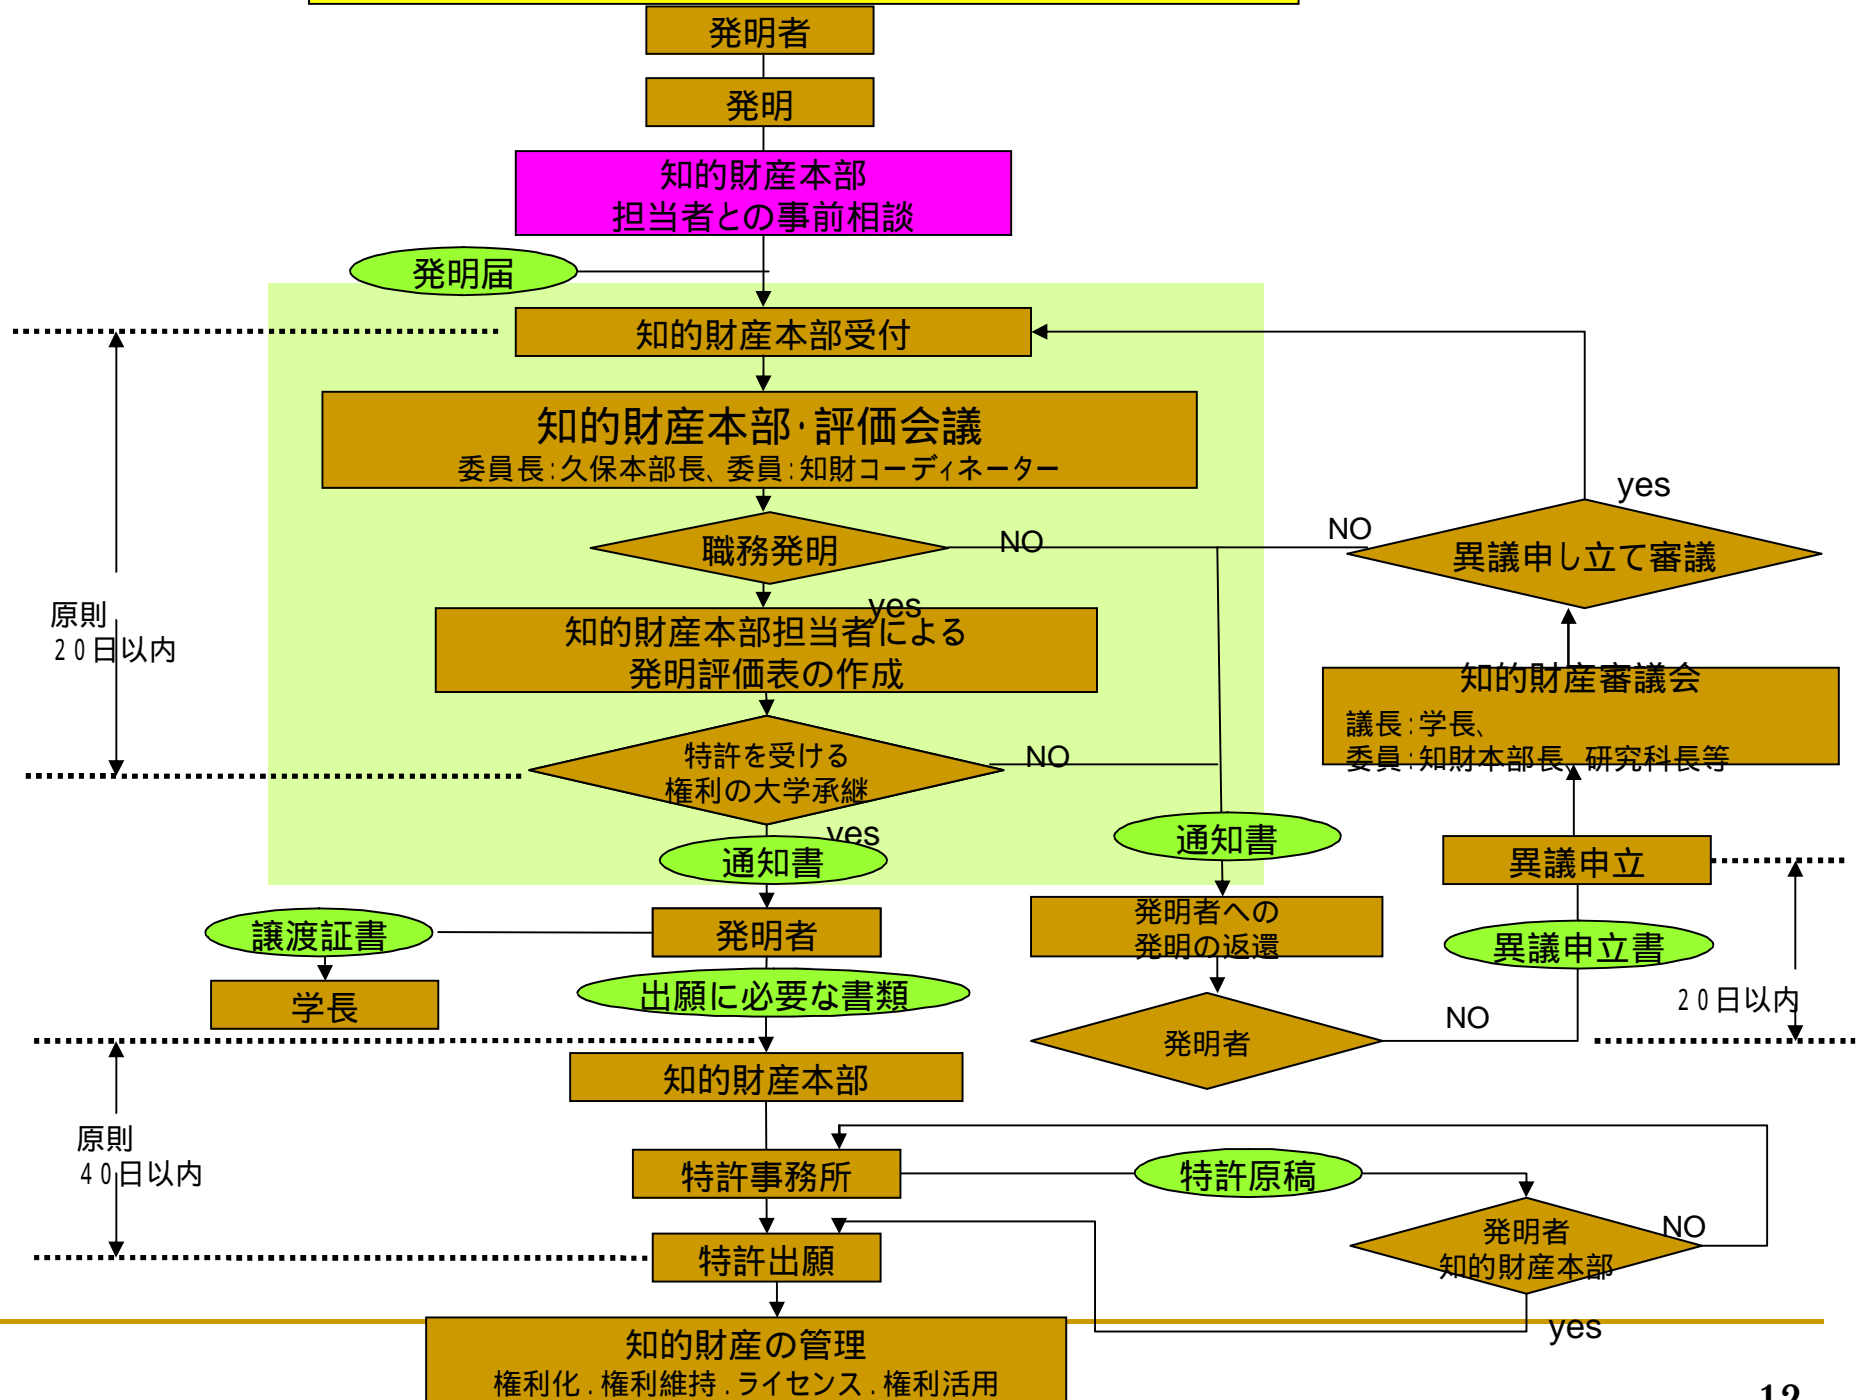 発明者
発明
知的財産本部
担当者との事前相談
発明届
知的財産本部受付
知的財産本部・評価会議
委員長:久保本部長、委員:知財コーディネーター
yes
職務発明
NO
NO
異議申し立て審議
原則
20日以内
yes
知的財産本部担当者による
発明評価表の作成
知的財産審議会
議長:学長、
委員:知財本部長、研究科長等
特許を受ける
権利の大学承継
NO
yes
通知書
通知書
異議申立
譲渡証書
発明者
発明者への
発明の返還
異議申立書
学長
出願に必要な書類
20日以内
NO
発明者
知的財産本部
原則
40日以内
特許事務所
特許原稿
発明者
知的財産本部
NO
特許出願
yes
知的財産の管理
権利化.権利維持.ライセンス.権利活用